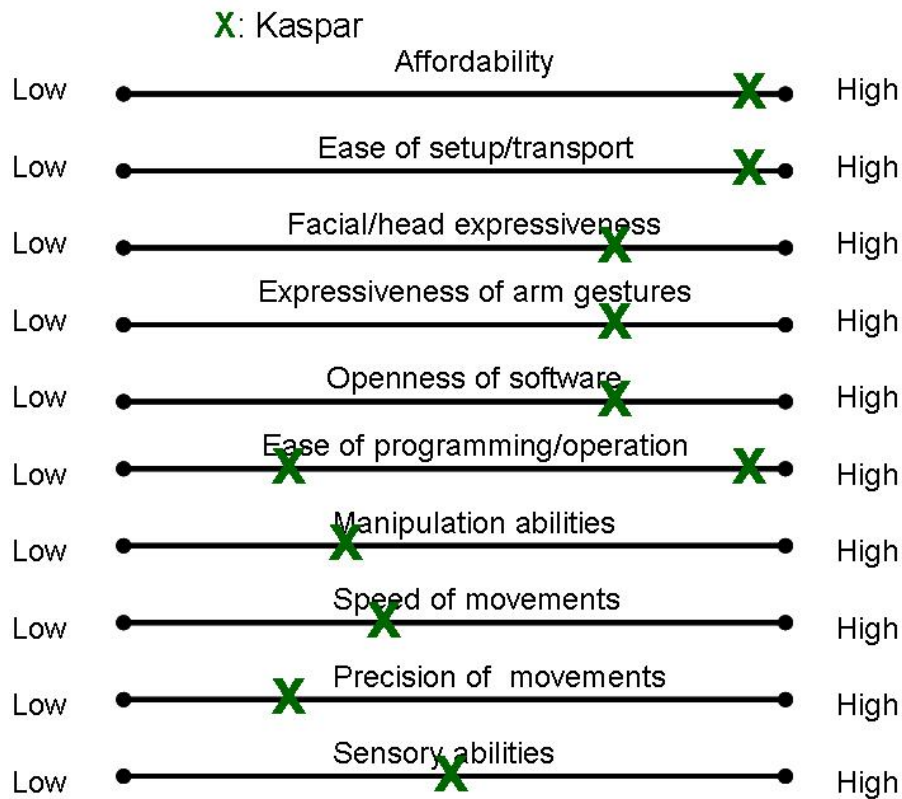 X: Kaspar
Affordability
Low High
Ease of setup/transport
Low X High
Facial/head expressiveness
Low X High
Expressiveness of arm gestures
Low X High
Openness of software
Low X High
Ease of programming/operation
Low X X High
Manipulation abilities
Low X High
Speed of movements
Low X High
Precision of movements
Low X High
Sensory abilities
Low X High